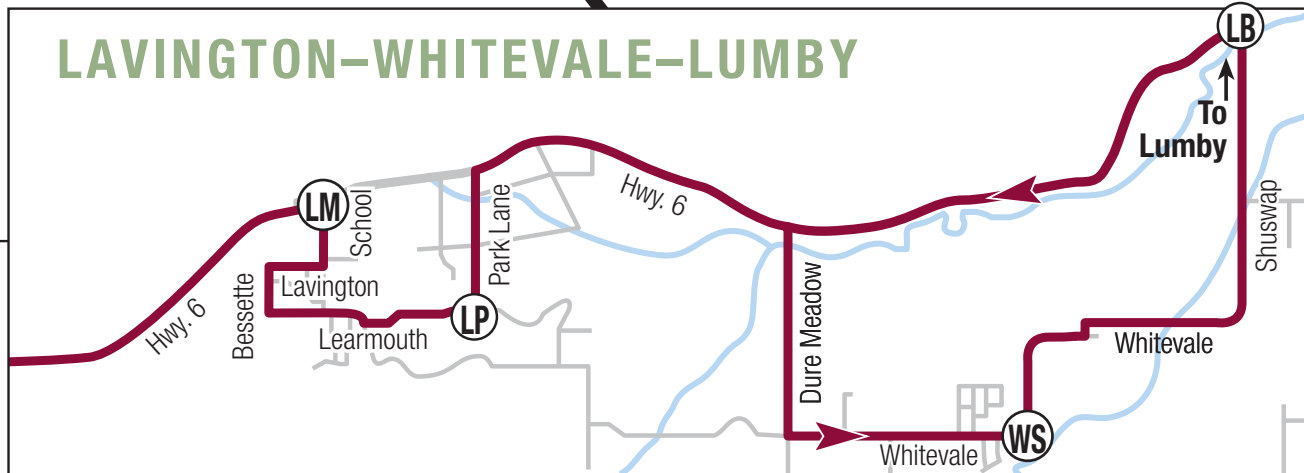 LAVINGTON–WHITEVALE–LUMBY
LB
To
Lumby
LM
School
Hwy. 6
Park Lane
Shuswap
Lavington
Bessette
Hwy. 6
LP
Learmouth
Dure Meadow
Whitevale
WS
Whitevale